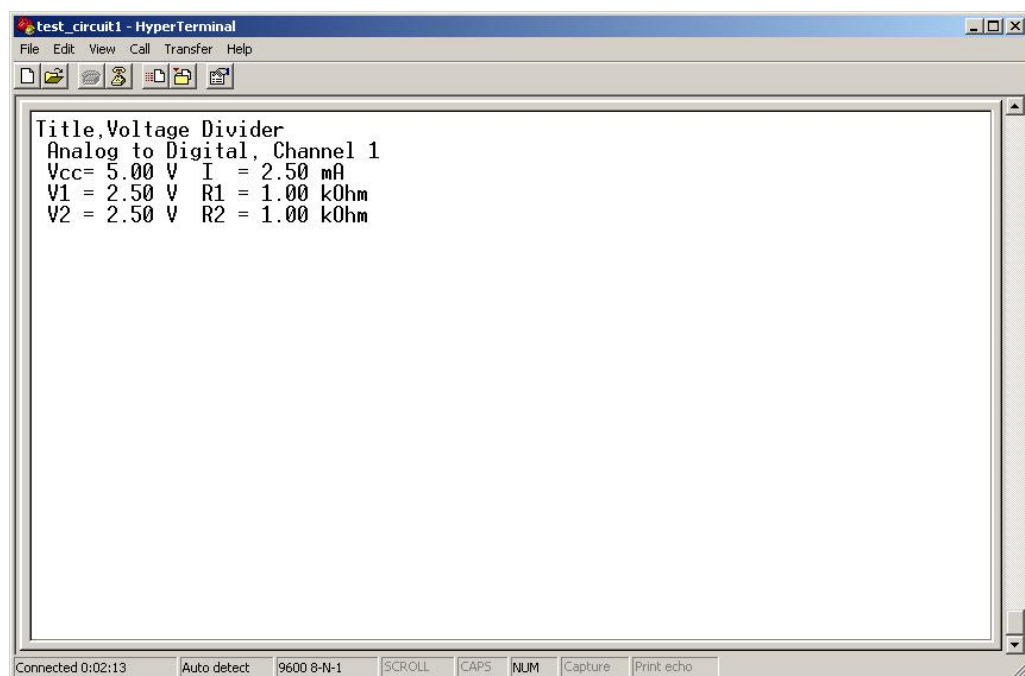 test_circuit1 - HyperTerminal
File Edit View Call Transfer Help
Title,Voltage Divider
Analog to Digital, Channel 1
Vcc= 5.00 V I = 2.50 mA
V1 = 2.50 V R1 = 1.00 kOhm
V2 = 2.50 V R2 = 1.00 kOhm
Connected 0:02:13 Auto detect 9600 8-N-1 SCROLL CAPS NUM Capture Print echo